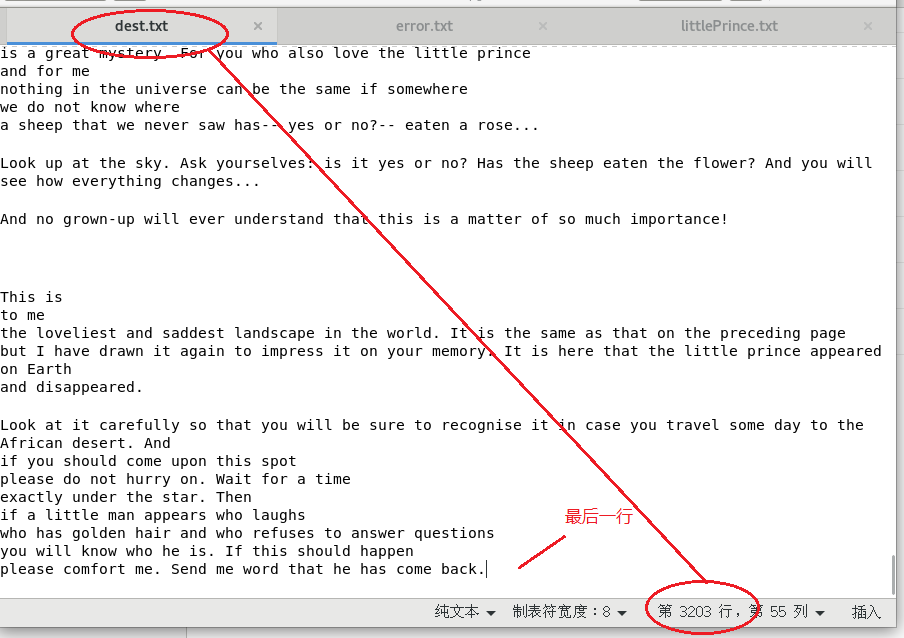 dest.txt × error.txt × littlePrince.txt ×
is a great mystery. For you who also love the little prince
and for me
nothing in the universe can be the same if somewhere
we do not know where
a sheep that we never saw has-- yes or no?-- eaten a rose...
Look up at the sky. Ask yourselves: is it yes or no? Has the sheep eaten the flower? And you will
see how everything changes...
And no grown-up will ever understand that this is a matter of so much importance!
This is
to me
the loveliest and saddest landscape in the world. It is the same as that on the preceding page
but I have drawn it again to impress it on your memory. It is here that the little prince appeared
on Earth
and disappeared.
Look at it carefully so that you will be sure to recognise it in case you travel some day to the
African desert. And
if you should come upon this spot
please do not hurry on. Wait for a time
exactly under the star. Then
if a little man appears who laughs
who has golden hair and who refuses to answer questions
you will know who he is. If this should happen
please comfort me. Send me word that he has come back.
最后一行
纯文本 制表符宽度：8 第 3203 行，第 55 列 插入